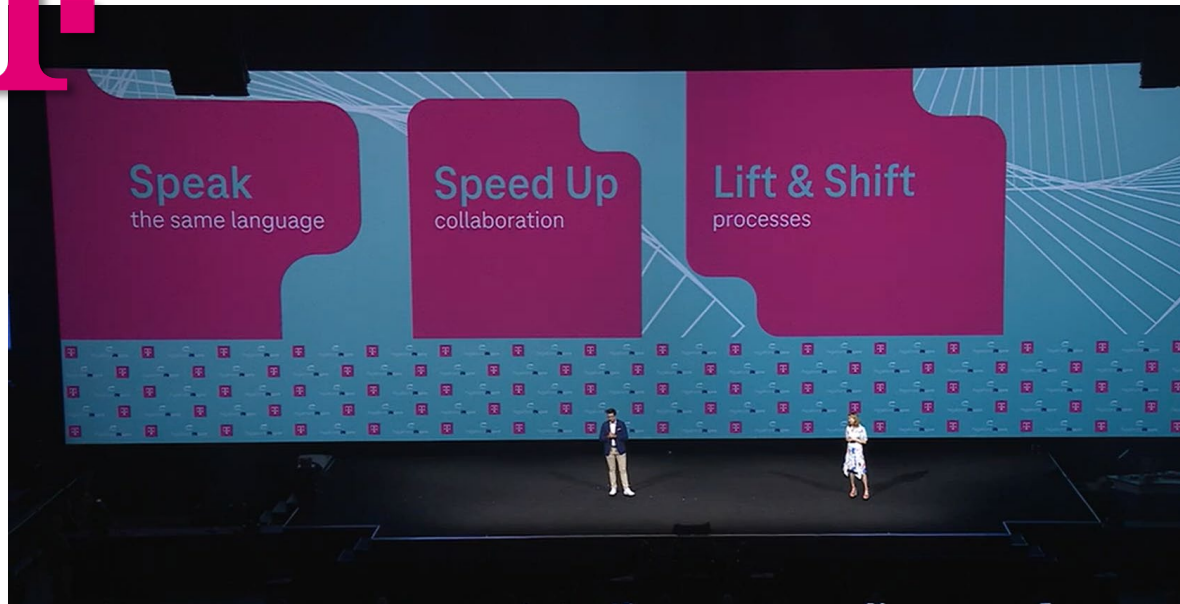 T
Speak
the same language
Speed Up
collaboration
Lift & Shift
processes